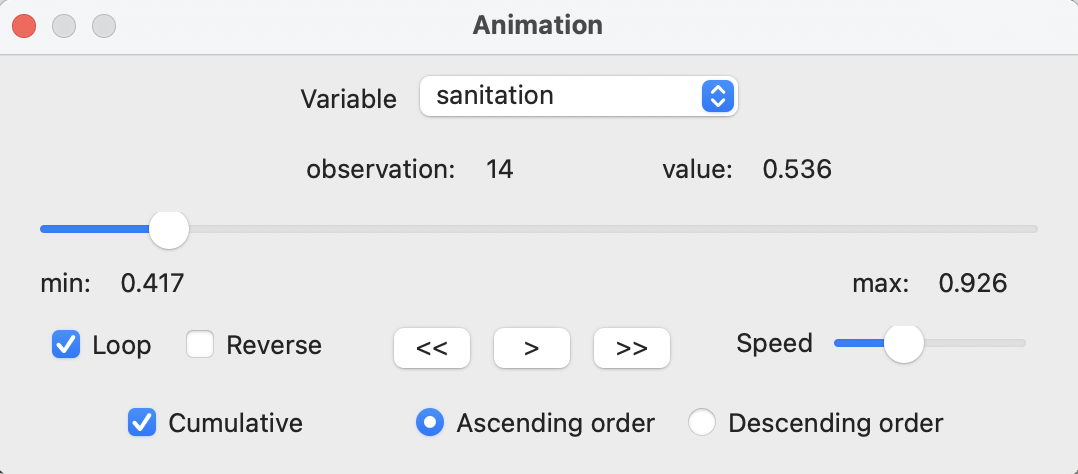 Animation
Variable sanitation
observation: 14 value: 0.536
min: 0.417 max: 0.926
Loop Reverse << > >> Speed
Cumulative Ascending order Descending order